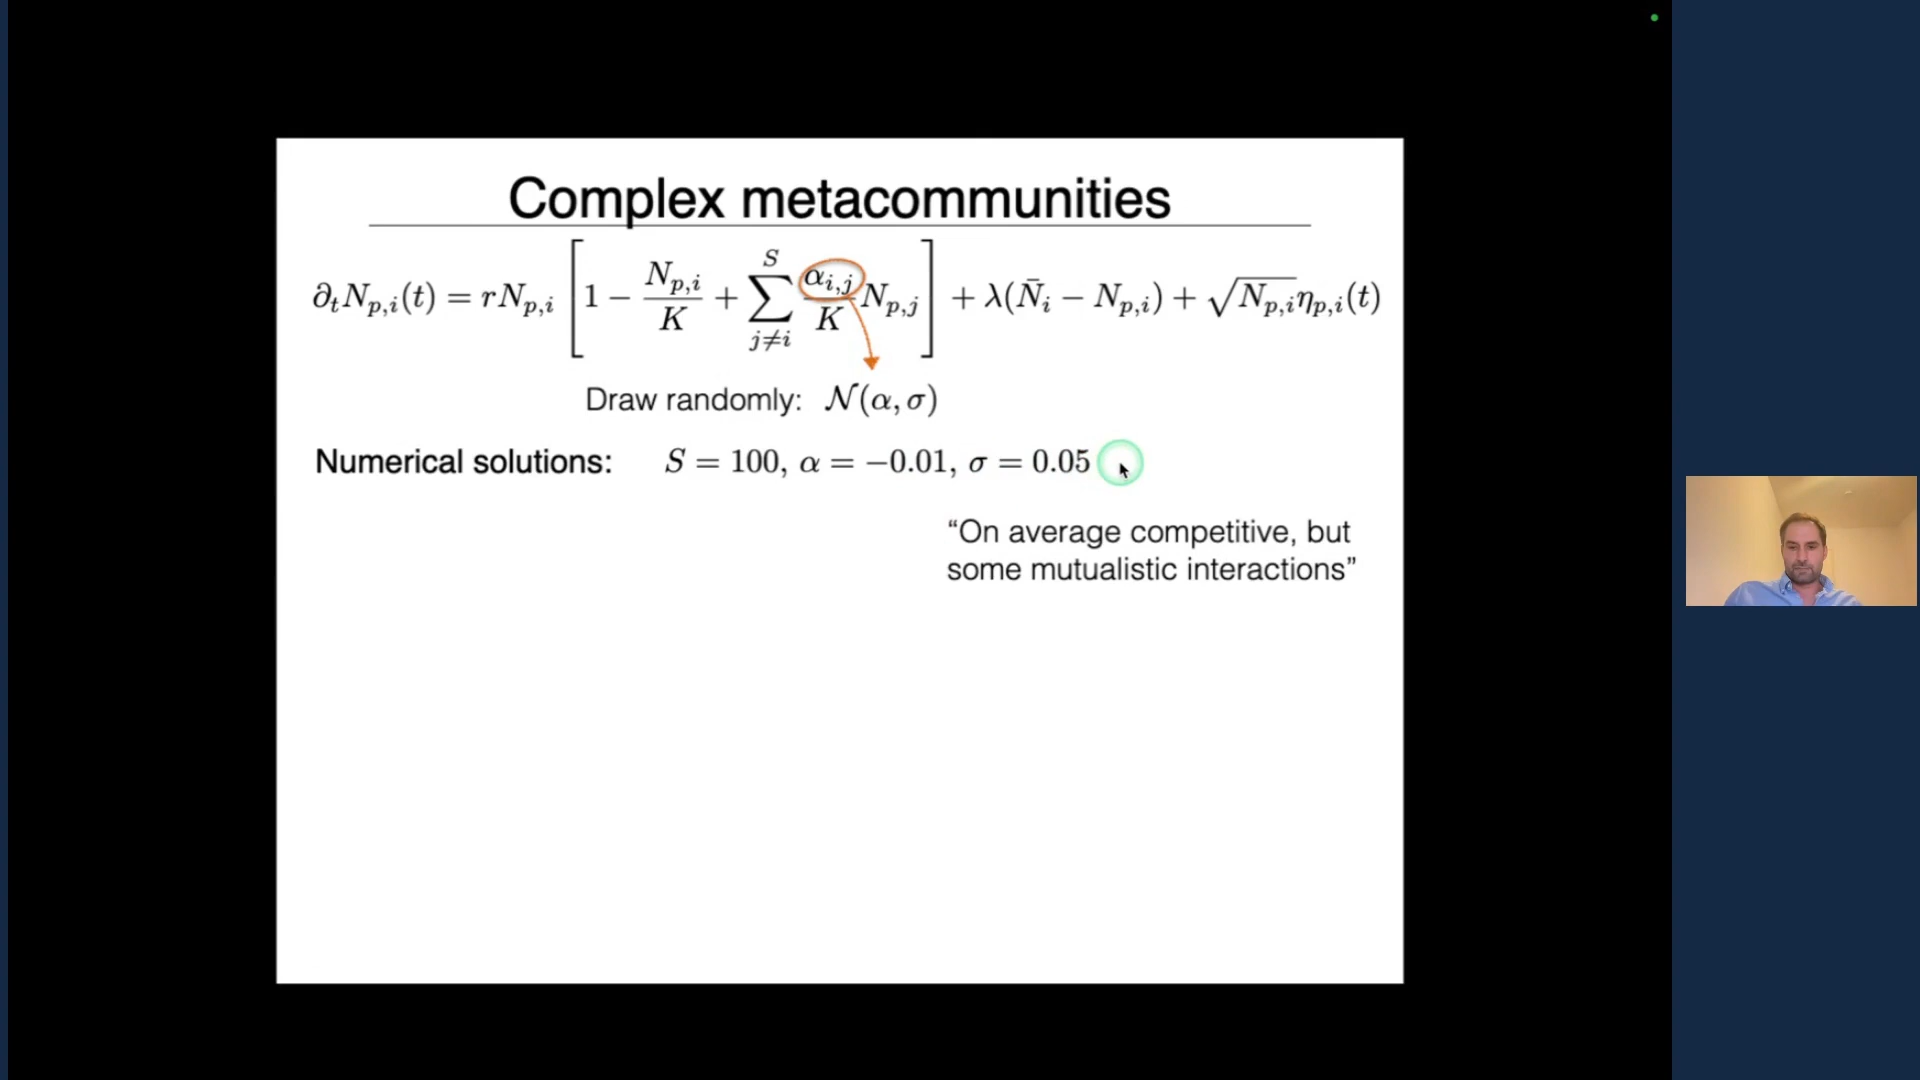 Complex metacommunities
∂ₜN_{p,i}(t) = rN_{p,i} [1 − N_{p,i}/K + ∑_{j≠i}^{S} α_{i,j}/K N_{p,j}] + λ(N̄_i − N_{p,i}) + √N_{p,i} η_{p,i}(t)
Draw randomly: 𝒩(α, σ)
Numerical solutions: S = 100, α = −0.01, σ = 0.05
“On average competitive, but
some mutualistic interactions”